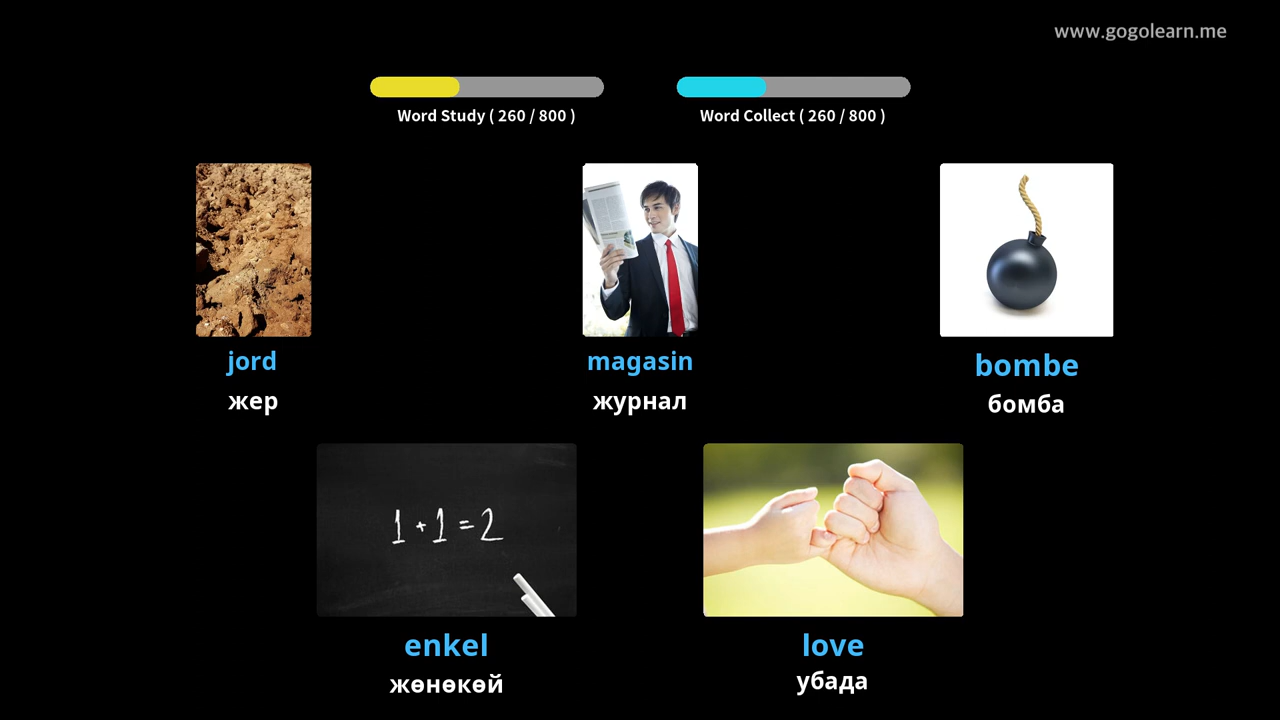 www.gogolearn.me
Word Study ( 260 / 800 )
Word Collect ( 260 / 800 )
jord
magasin
bombe
жер
журнал
бомба
1 + 1 = 2
enkel
love
жөнөкөй
убада